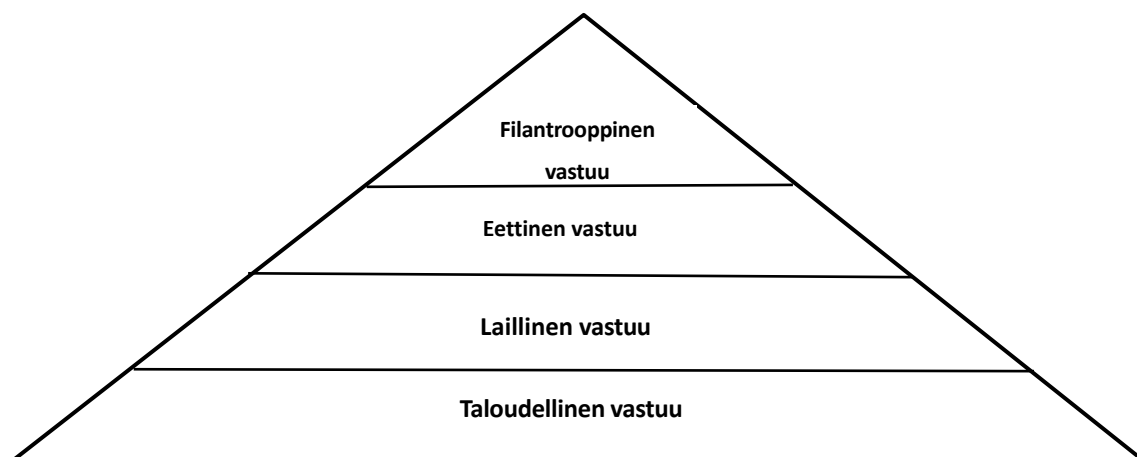 Filantrooppinen
vastuu
Eettinen vastuu
Laillinen vastuu
Taloudellinen vastuu